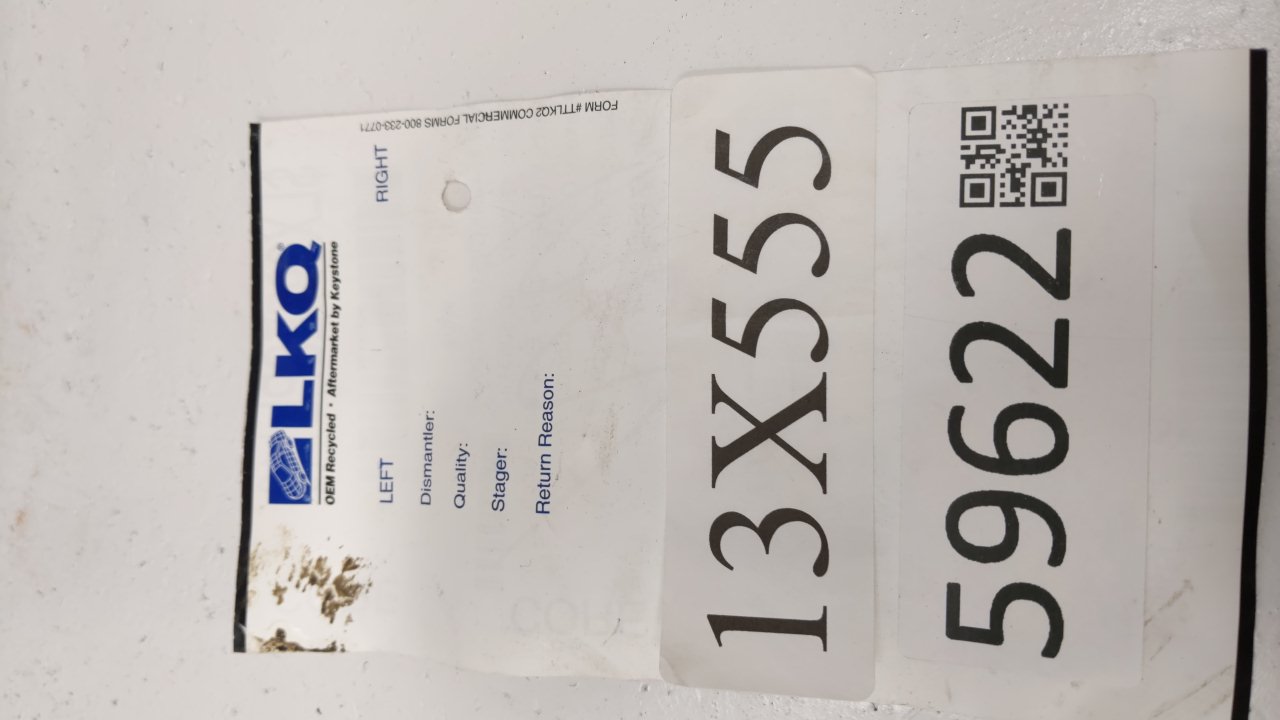 LKQ®
OEM Recycled • Aftermarket by Keystone
LEFT RIGHT
Dismantler:
Quality:
Stager:
Return Reason:
FORM #TTLKQ2 COMMERCIAL FORMS 800-233-0771
13X555
59622